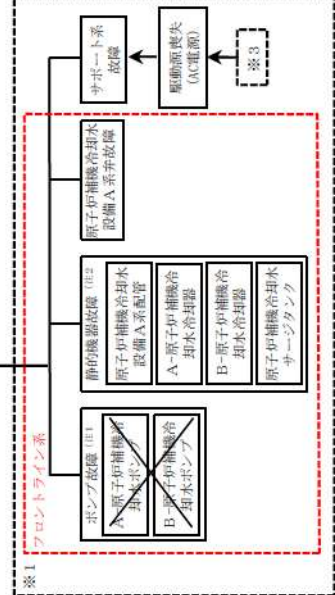 ※1
フロントライン系
ポンプ故障（注1
A-原子炉補機冷
却水ポンプ
B-原子炉補機冷
却水ポンプ
静的機器故障（注2
原子炉補機冷却水
設備A系配管
A-原子炉補機冷
却水冷却器
B-原子炉補機冷
却水冷却器
原子炉補機冷却水
サージタンク
原子炉補機冷却水
設備A系弁故障
サポート系
故障
駆動源喪失
(AC電源)
※3